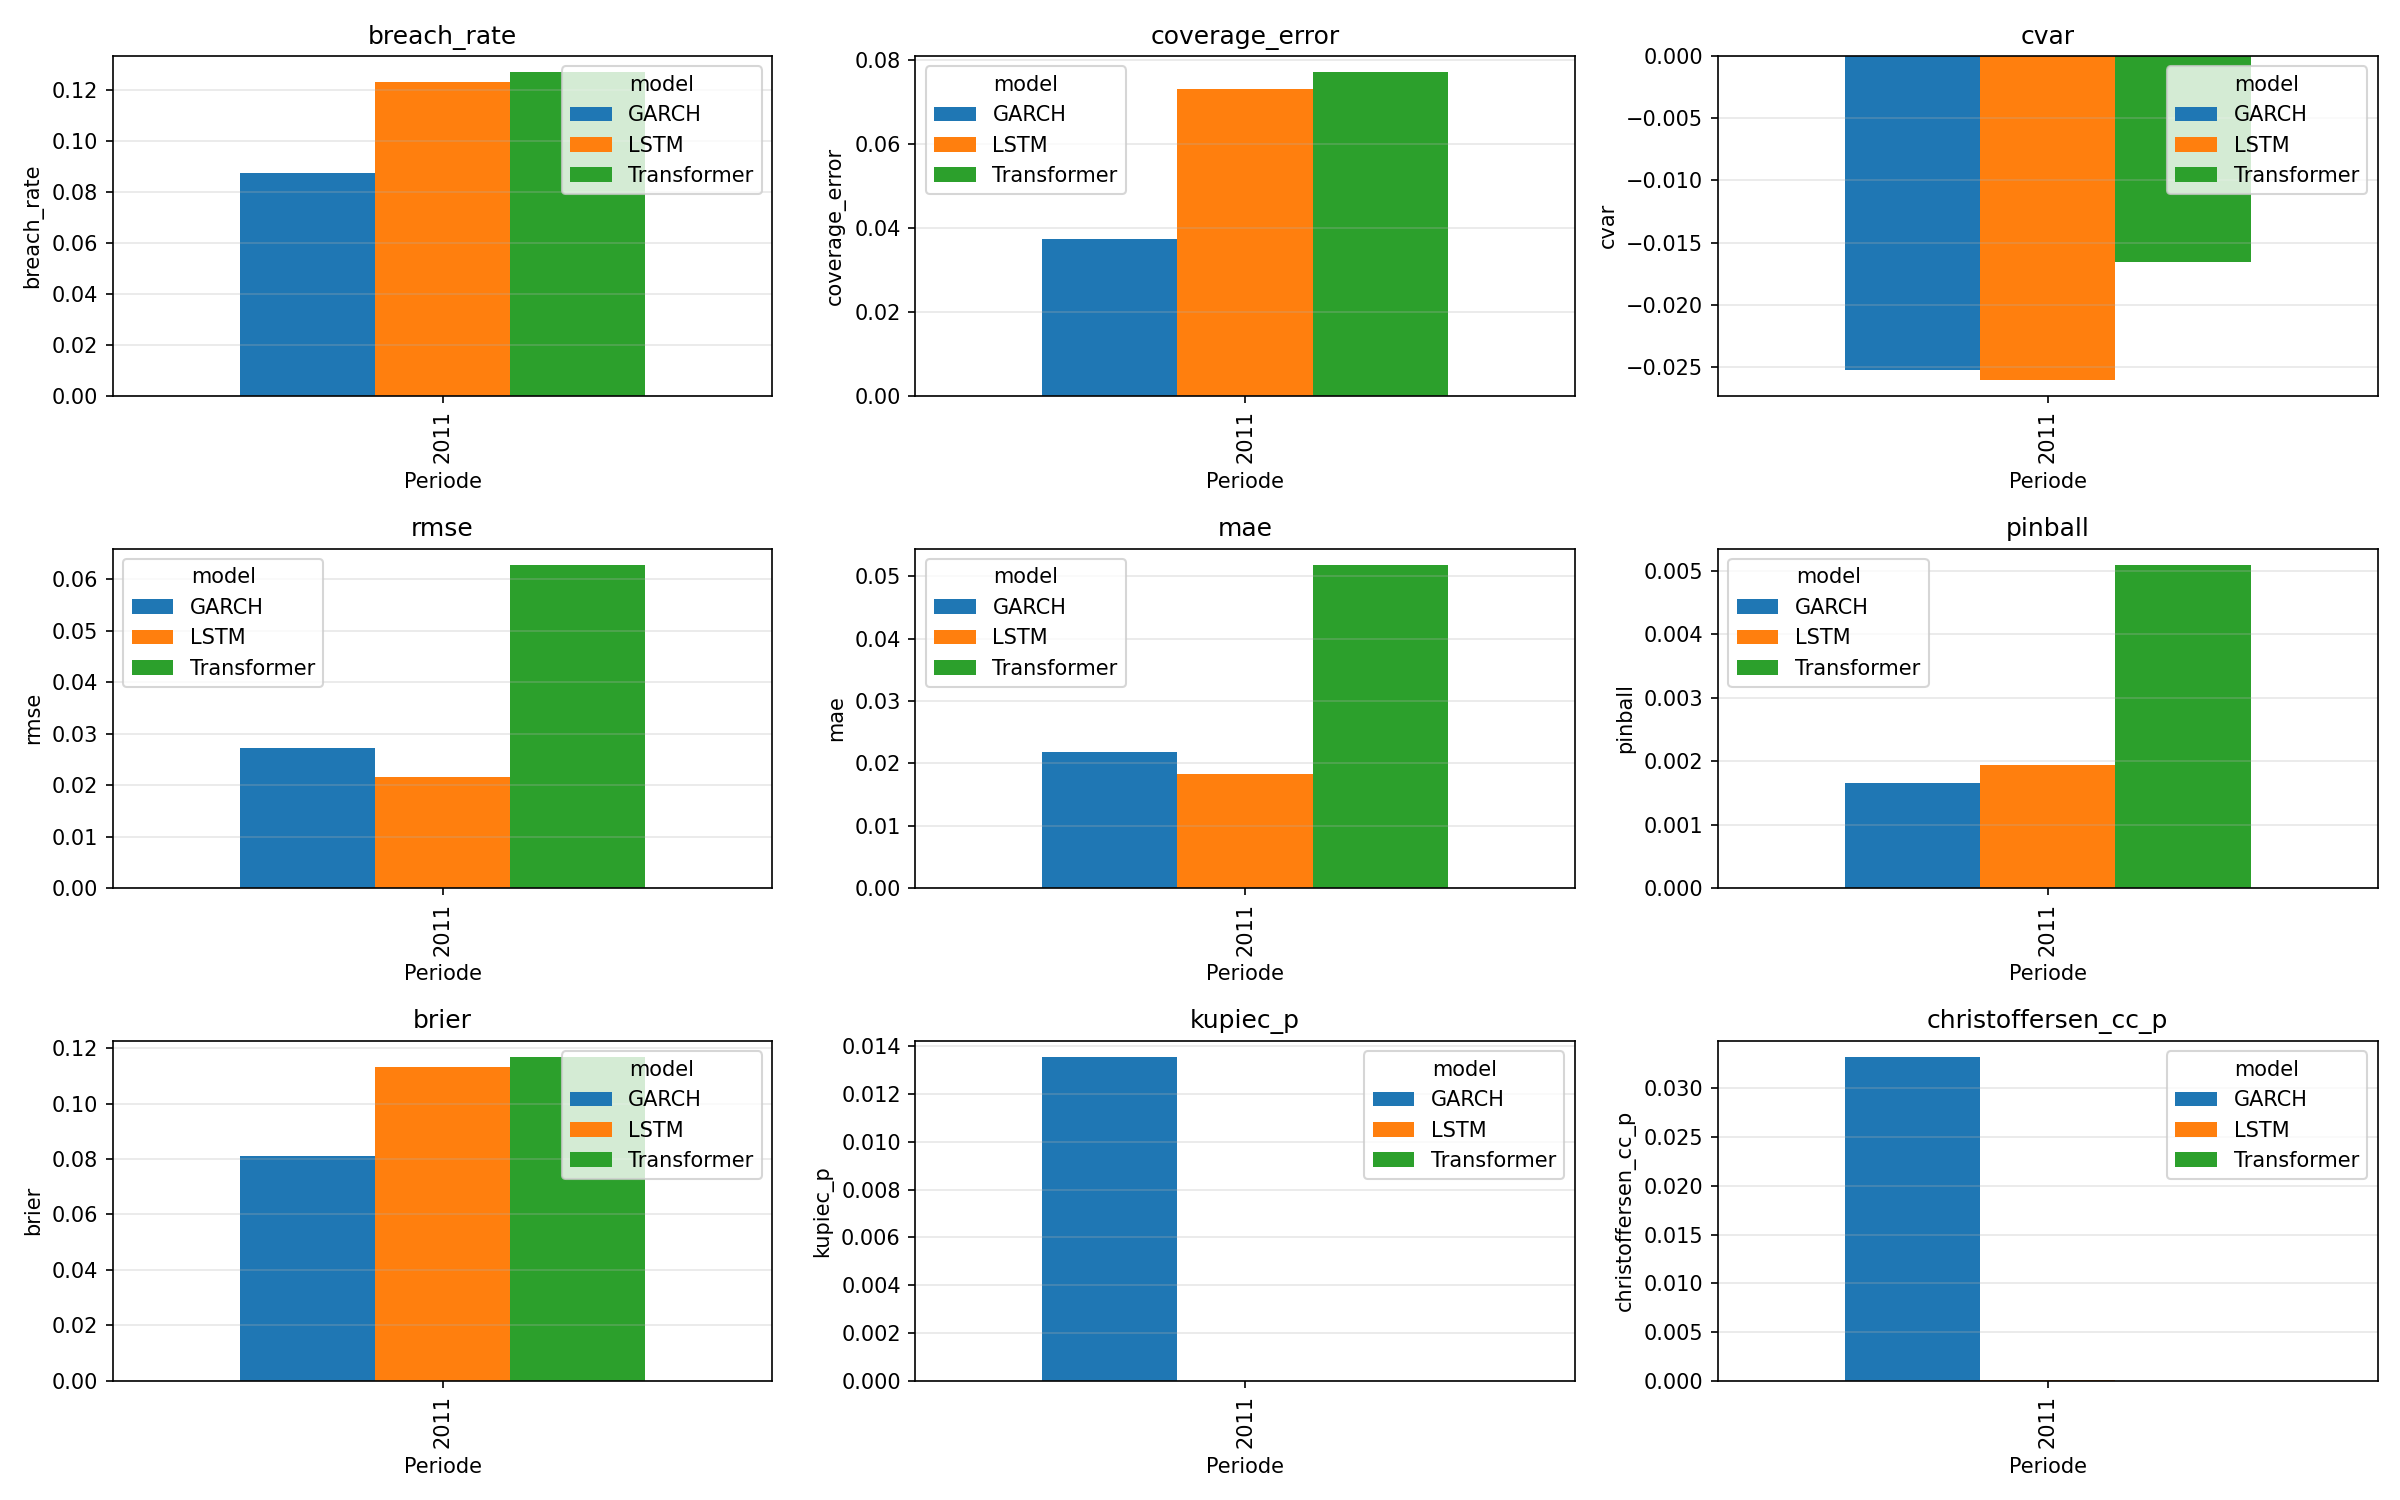 breach_rate
breach_rate
0.12
0.10
0.08
0.06
0.04
0.02
0.00
model
GARCH
LSTM
Transformer
2011
Periode
coverage_error
coverage_error
0.08
0.06
0.04
0.02
0.00
model
GARCH
LSTM
Transformer
2011
Periode
cvar
cvar
0.000
−0.005
−0.010
−0.015
−0.020
−0.025
model
GARCH
LSTM
Transformer
2011
Periode
rmse
rmse
0.06
0.05
0.04
0.03
0.02
0.01
0.00
model
GARCH
LSTM
Transformer
2011
Periode
mae
mae
0.05
0.04
0.03
0.02
0.01
0.00
model
GARCH
LSTM
Transformer
2011
Periode
pinball
pinball
0.005
0.004
0.003
0.002
0.001
0.000
model
GARCH
LSTM
Transformer
2011
Periode
brier
brier
0.12
0.10
0.08
0.06
0.04
0.02
0.00
model
GARCH
LSTM
Transformer
2011
Periode
kupiec_p
kupiec_p
0.014
0.012
0.010
0.008
0.006
0.004
0.002
0.000
model
GARCH
LSTM
Transformer
2011
Periode
christoffersen_cc_p
christoffersen_cc_p
0.030
0.025
0.020
0.015
0.010
0.005
0.000
model
GARCH
LSTM
Transformer
2011
Periode